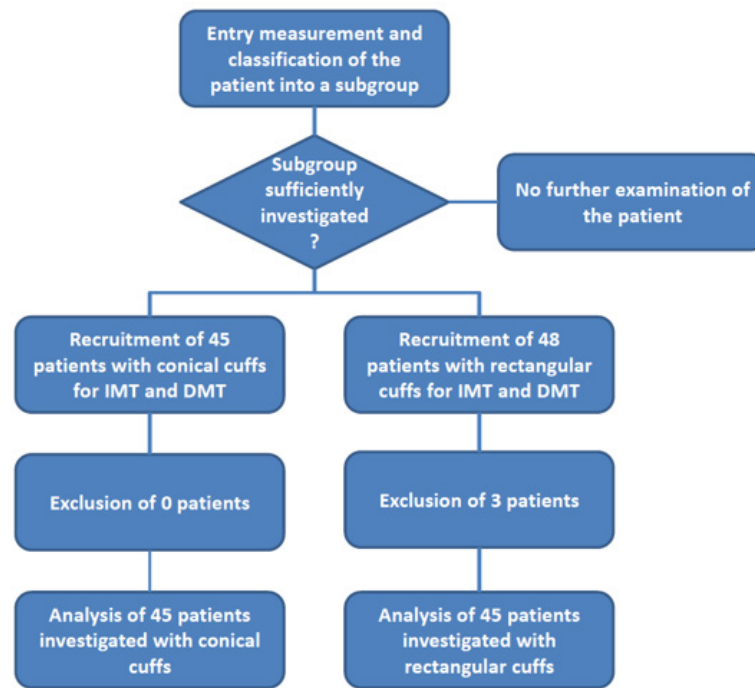 Entry measurement and
classification of the
patient into a subgroup
Subgroup
sufficiently
investigated
?
No further examination of
the patient
Recruitment of 45
patients with conical cuffs
for IMT and DMT
Recruitment of 48
patients with rectangular
cuffs for IMT and DMT
Exclusion of 0 patients
Exclusion of 3 patients
Analysis of 45 patients
investigated with conical
cuffs
Analysis of 45 patients
investigated with
rectangular cuffs